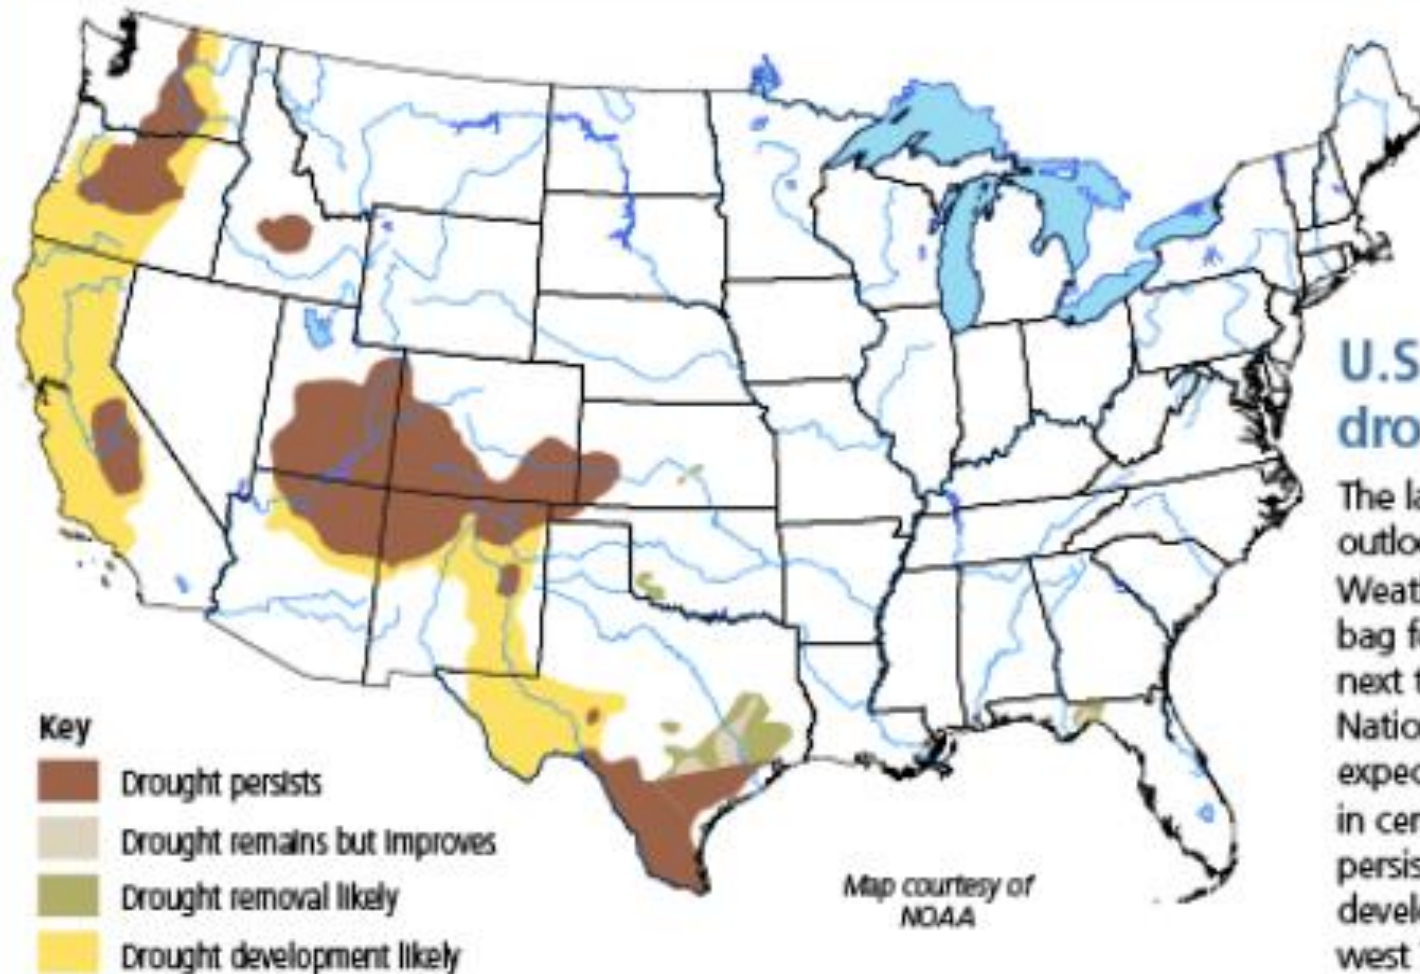 Key
Drought persists
Drought remains but improves
Drought removal likely
Drought development likely
Map courtesy of
NOAA
U.S
dro
The la
outlo
Weat
bag f
next t
Natio
expec
in cer
persis
develo
west